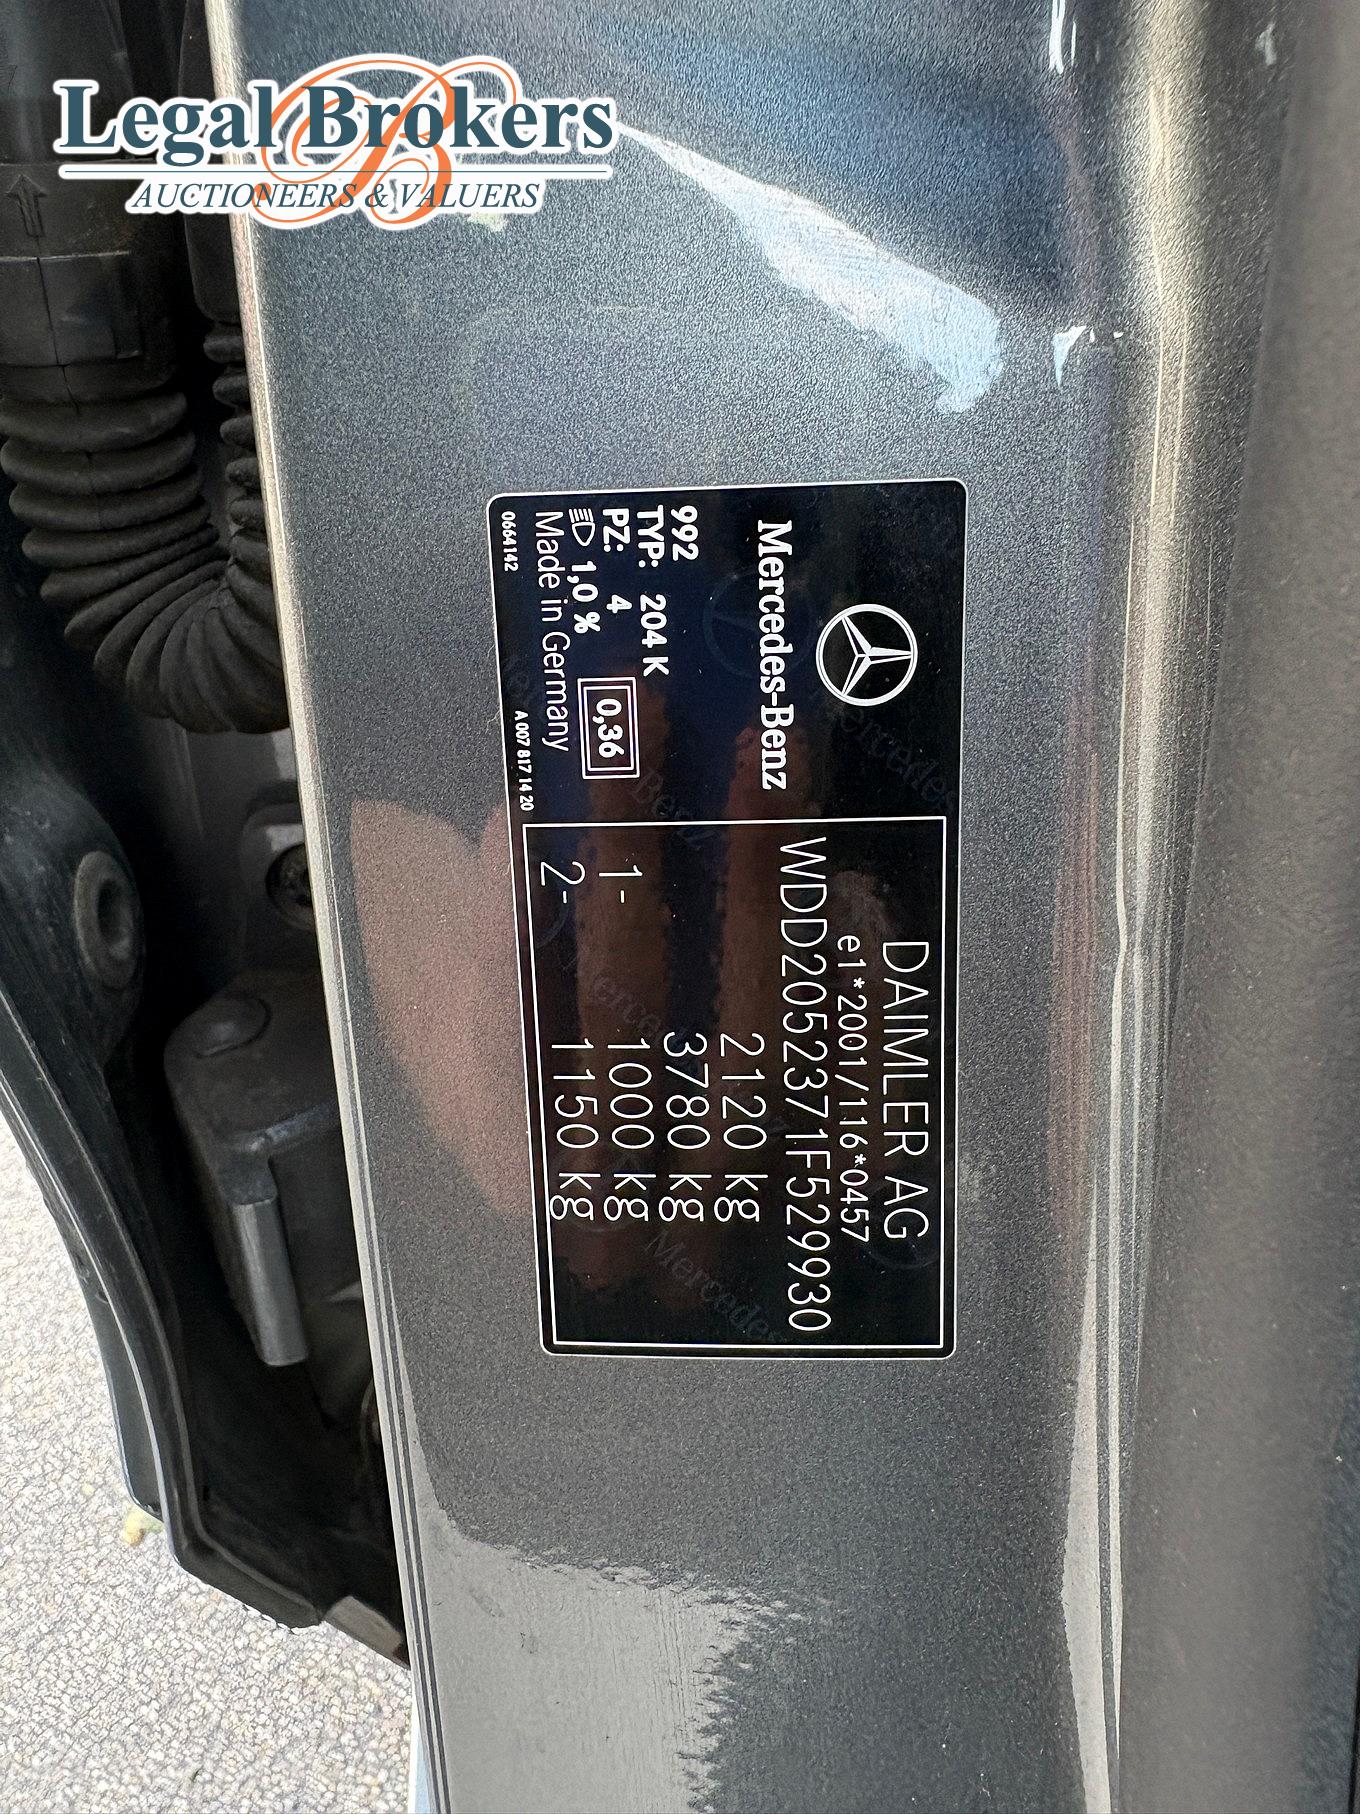 Legal Brokers
AUCTIONEERS & VALUERS
Mercedes-Benz
992
TYP: 204 K
PZ: 4
1,0 %
0,36
Made in Germany
0664142
A 007 817 14 20
DAIMLER AG
e1*2001/116*0457
WDD2052371F529930
2120 kg
3780 kg
1- 1000 kg
2- 1150 kg